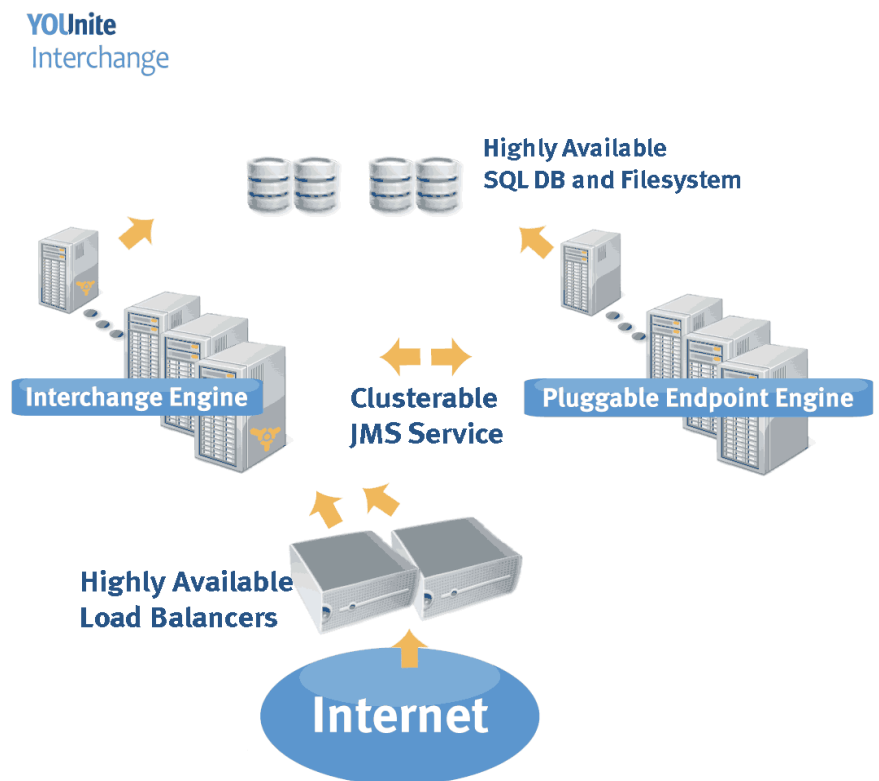 YOUnite
Interchange
Highly Available
SQL DB and Filesystem
Interchange Engine
Clusterable
JMS Service
Pluggable Endpoint Engine
Highly Available
Load Balancers
Internet